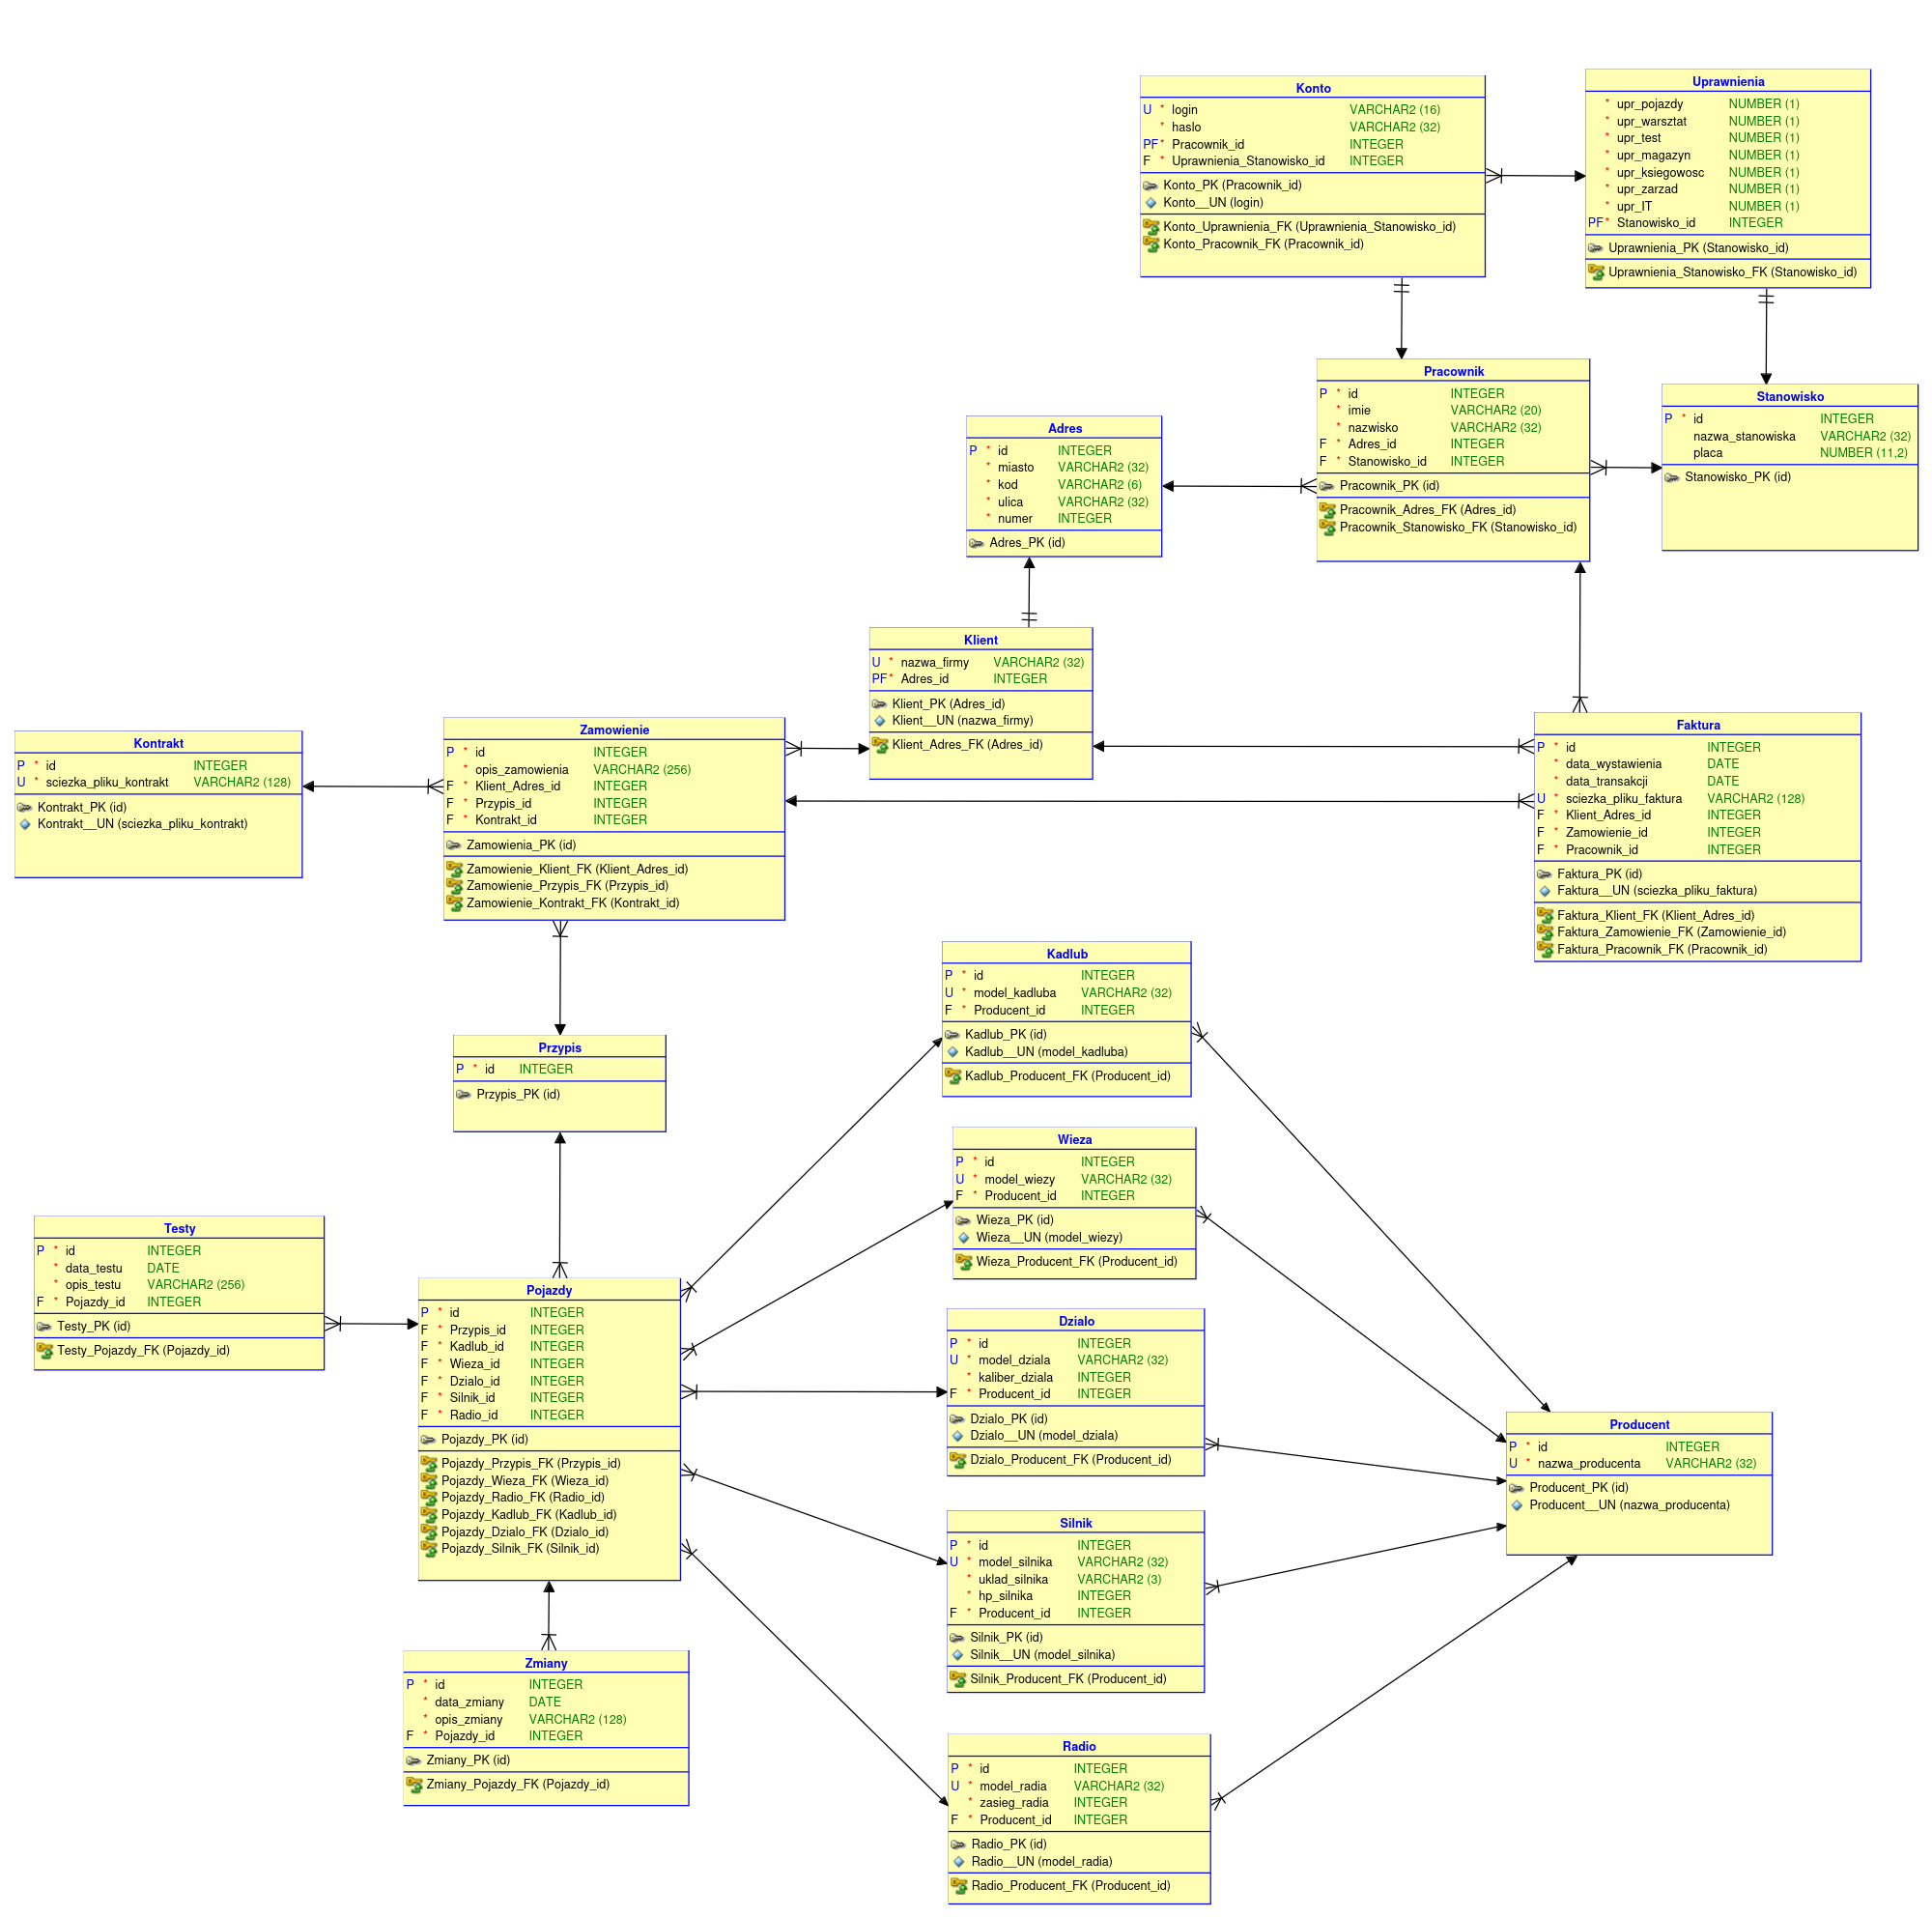 Konto
U * login VARCHAR2 (16)
* haslo VARCHAR2 (32)
PF* Pracownik_id INTEGER
F * Uprawnienia_Stanowisko_id INTEGER
Konto_PK (Pracownik_id)
Konto__UN (login)
Konto_Uprawnienia_FK (Uprawnienia_Stanowisko_id)
Konto_Pracownik_FK (Pracownik_id)
Uprawnienia
* upr_pojazdy NUMBER (1)
* upr_warsztat NUMBER (1)
* upr_test NUMBER (1)
* upr_magazyn NUMBER (1)
* upr_ksiegowosc NUMBER (1)
* upr_zarzad NUMBER (1)
* upr_IT NUMBER (1)
PF* Stanowisko_id INTEGER
Uprawnienia_PK (Stanowisko_id)
Uprawnienia_Stanowisko_FK (Stanowisko_id)
Pracownik
P * id INTEGER
* imie VARCHAR2 (20)
* nazwisko VARCHAR2 (32)
F * Adres_id INTEGER
F * Stanowisko_id INTEGER
Pracownik_PK (id)
Pracownik_Adres_FK (Adres_id)
Pracownik_Stanowisko_FK (Stanowisko_id)
Stanowisko
P * id INTEGER
nazwa_stanowiska VARCHAR2 (32)
placa NUMBER (11,2)
Stanowisko_PK (id)
Adres
P * id INTEGER
* miasto VARCHAR2 (32)
* kod VARCHAR2 (6)
* ulica VARCHAR2 (32)
* numer INTEGER
Adres_PK (id)
Klient
U * nazwa_firmy VARCHAR2 (32)
PF* Adres_id INTEGER
Klient_PK (Adres_id)
Klient__UN (nazwa_firmy)
Klient_Adres_FK (Adres_id)
Kontrakt
P * id INTEGER
U * sciezka_pliku_kontrakt VARCHAR2 (128)
Kontrakt_PK (id)
Kontrakt__UN (sciezka_pliku_kontrakt)
Zamowienie
P * id INTEGER
* opis_zamowienia VARCHAR2 (256)
F * Klient_Adres_id INTEGER
F * Przypis_id INTEGER
F * Kontrakt_id INTEGER
Zamowienia_PK (id)
Zamowienie_Klient_FK (Klient_Adres_id)
Zamowienie_Przypis_FK (Przypis_id)
Zamowienie_Kontrakt_FK (Kontrakt_id)
Faktura
P * id INTEGER
* data_wystawienia DATE
* data_transakcji DATE
U * sciezka_pliku_faktura VARCHAR2 (128)
F * Klient_Adres_id INTEGER
F * Zamowienie_id INTEGER
F * Pracownik_id INTEGER
Faktura_PK (id)
Faktura__UN (sciezka_pliku_faktura)
Faktura_Klient_FK (Klient_Adres_id)
Faktura_Zamowienie_FK (Zamowienie_id)
Faktura_Pracownik_FK (Pracownik_id)
Kadlub
P * id INTEGER
U * model_kadluba VARCHAR2 (32)
F * Producent_id INTEGER
Kadlub_PK (id)
Kadlub__UN (model_kadluba)
Kadlub_Producent_FK (Producent_id)
Przypis
P * id INTEGER
Przypis_PK (id)
Wieza
P * id INTEGER
U * model_wiezy VARCHAR2 (32)
F * Producent_id INTEGER
Wieza_PK (id)
Wieza__UN (model_wiezy)
Wieza_Producent_FK (Producent_id)
Testy
P * id INTEGER
* data_testu DATE
* opis_testu VARCHAR2 (256)
F * Pojazdy_id INTEGER
Testy_PK (id)
Testy_Pojazdy_FK (Pojazdy_id)
Pojazdy
P * id INTEGER
F * Przypis_id INTEGER
F * Kadlub_id INTEGER
F * Wieza_id INTEGER
F * Dzialo_id INTEGER
F * Silnik_id INTEGER
F * Radio_id INTEGER
Pojazdy_PK (id)
Pojazdy_Przypis_FK (Przypis_id)
Pojazdy_Wieza_FK (Wieza_id)
Pojazdy_Radio_FK (Radio_id)
Pojazdy_Kadlub_FK (Kadlub_id)
Pojazdy_Dzialo_FK (Dzialo_id)
Pojazdy_Silnik_FK (Silnik_id)
Dzialo
P * id INTEGER
U * model_dziala VARCHAR2 (32)
* kaliber_dziala INTEGER
F * Producent_id INTEGER
Dzialo_PK (id)
Dzialo__UN (model_dziala)
Dzialo_Producent_FK (Producent_id)
Producent
P * id INTEGER
U * nazwa_producenta VARCHAR2 (32)
Producent_PK (id)
Producent__UN (nazwa_producenta)
Silnik
P * id INTEGER
U * model_silnika VARCHAR2 (32)
* uklad_silnika VARCHAR2 (3)
* hp_silnika INTEGER
F * Producent_id INTEGER
Silnik_PK (id)
Silnik__UN (model_silnika)
Silnik_Producent_FK (Producent_id)
Zmiany
P * id INTEGER
* data_zmiany DATE
* opis_zmiany VARCHAR2 (128)
F * Pojazdy_id INTEGER
Zmiany_PK (id)
Zmiany_Pojazdy_FK (Pojazdy_id)
Radio
P * id INTEGER
U * model_radia VARCHAR2 (32)
* zasieg_radia INTEGER
F * Producent_id INTEGER
Radio_PK (id)
Radio__UN (model_radia)
Radio_Producent_FK (Producent_id)